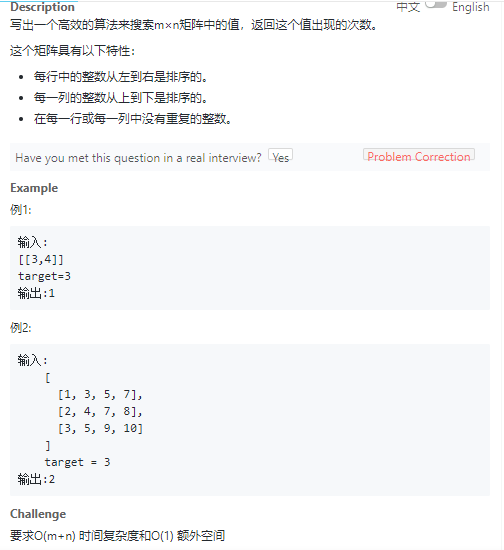 Description 中文 English
写出一个高效的算法来搜索m×n矩阵中的值，返回这个值出现的次数。
这个矩阵具有以下特性：
• 每行中的整数从左到右是排序的。
• 每一列的整数从上到下是排序的。
• 在每一行或每一列中没有重复的整数。
Have you met this question in a real interview? Yes Problem Correction
Example
例1:
输入:
[[3,4]]
target=3
输出:1
例2:
输入:
[
[1, 3, 5, 7],
[2, 4, 7, 8],
[3, 5, 9, 10]
]
target = 3
输出:2
Challenge
要求O(m+n) 时间复杂度和O(1) 额外空间